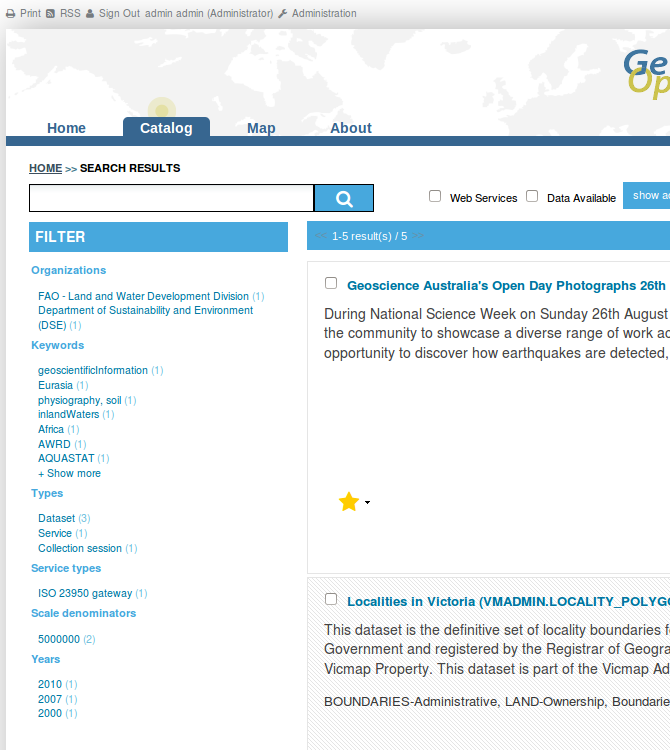 Print RSS Sign Out admin admin (Administrator) Administration
Ge
Op
Home Catalog Map About
HOME >> SEARCH RESULTS
Web Services Data Available show a
FILTER
<< 1-5 result(s) / 5 >>
Organizations
FAO - Land and Water Development Division (1)
Department of Sustainability and Environment
(DSE) (1)
Keywords
geoscientificInformation (1)
Eurasia (1)
physiography, soil (1)
inlandWaters (1)
Africa (1)
AWRD (1)
AQUASTAT (1)
+ Show more
Types
Dataset (3)
Service (1)
Collection session (1)
Service types
ISO 23950 gateway (1)
Scale denominators
5000000 (2)
Years
2010 (1)
2007 (1)
2000 (1)
Geoscience Australia's Open Day Photographs 26th
During National Science Week on Sunday 26th August
the community to showcase a diverse range of work ac
opportunity to discover how earthquakes are detected,
Localities in Victoria (VMADMIN.LOCALITY_POLYG
This dataset is the definitive set of locality boundaries f
Government and registered by the Registrar of Geogra
Vicmap Property. This dataset is part of the Vicmap Ad
BOUNDARIES-Administrative, LAND-Ownership, Boundarie